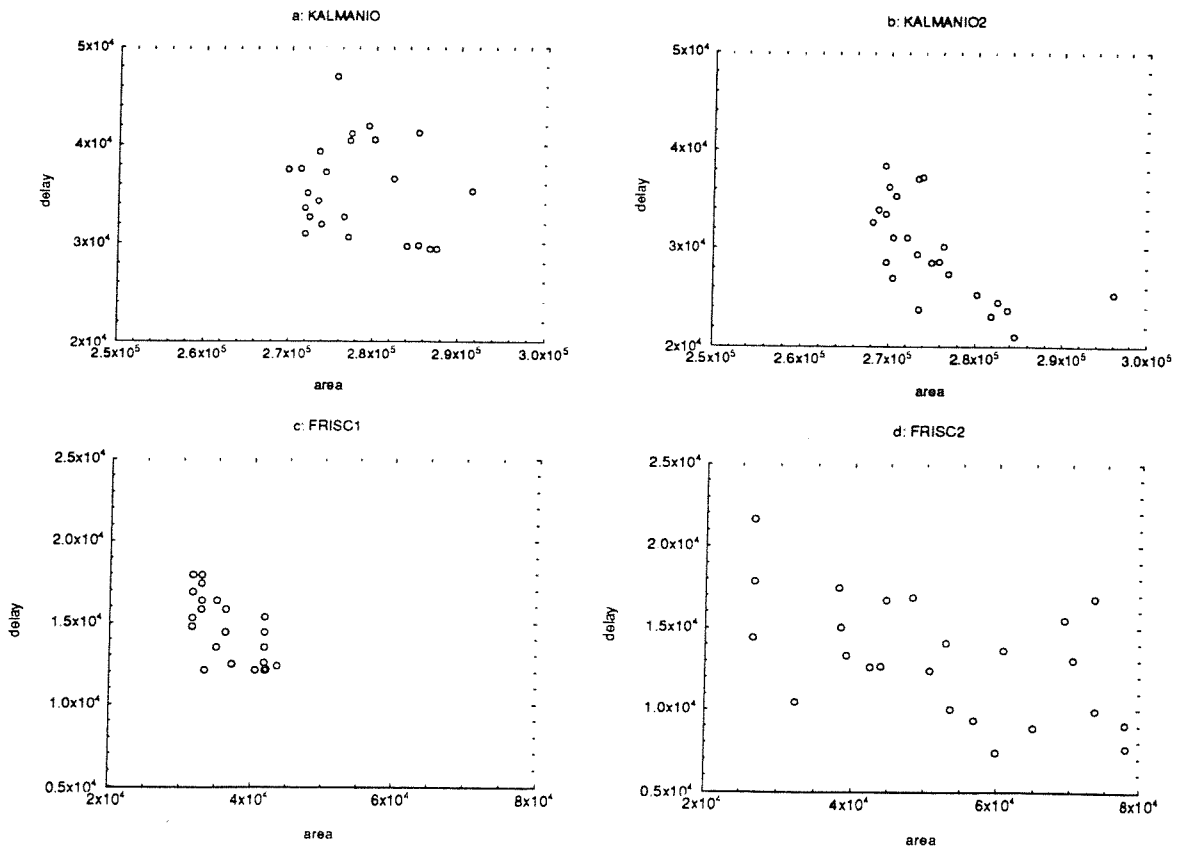 a: KALMANIO
5x10⁴
4x10⁴
3x10⁴
2x10⁴
delay
2.5x10⁵ 2.6x10⁵ 2.7x10⁵ 2.8x10⁵ 2.9x10⁵ 3.0x10⁵
area
b: KALMANIO2
5x10⁴
4x10⁴
3x10⁴
2x10⁴
delay
2.5x10⁵ 2.6x10⁵ 2.7x10⁵ 2.8x10⁵ 2.9x10⁵ 3.0x10⁵
area
c: FRISC1
2.5x10⁴
2.0x10⁴
1.5x10⁴
1.0x10⁴
0.5x10⁴
delay
2x10⁴ 4x10⁴ 6x10⁴ 8x10⁴
area
d: FRISC2
2.5x10⁴
2.0x10⁴
1.5x10⁴
1.0x10⁴
0.5x10⁴
delay
2x10⁴ 4x10⁴ 6x10⁴ 8x10⁴
area